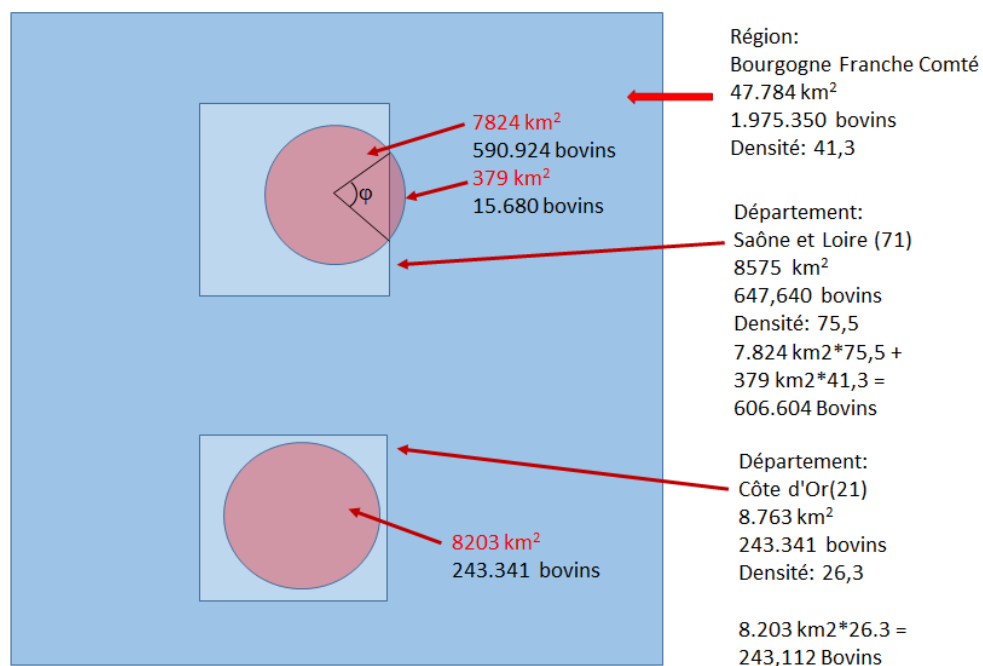 Région:
Bourgogne Franche Comté
47.784 km²
1.975.350 bovins
Densité: 41,3
7824 km²
590.924 bovins
379 km²
15.680 bovins
φ
Département:
Saône et Loire (71)
8575 km²
647,640 bovins
Densité: 75,5
7.824 km2*75,5 +
379 km2*41,3 =
606.604 Bovins
Département:
Côte d'Or(21)
8.763 km²
243.341 bovins
Densité: 26,3
8203 km²
243.341 bovins
8.203 km2*26.3 =
243,112 Bovins